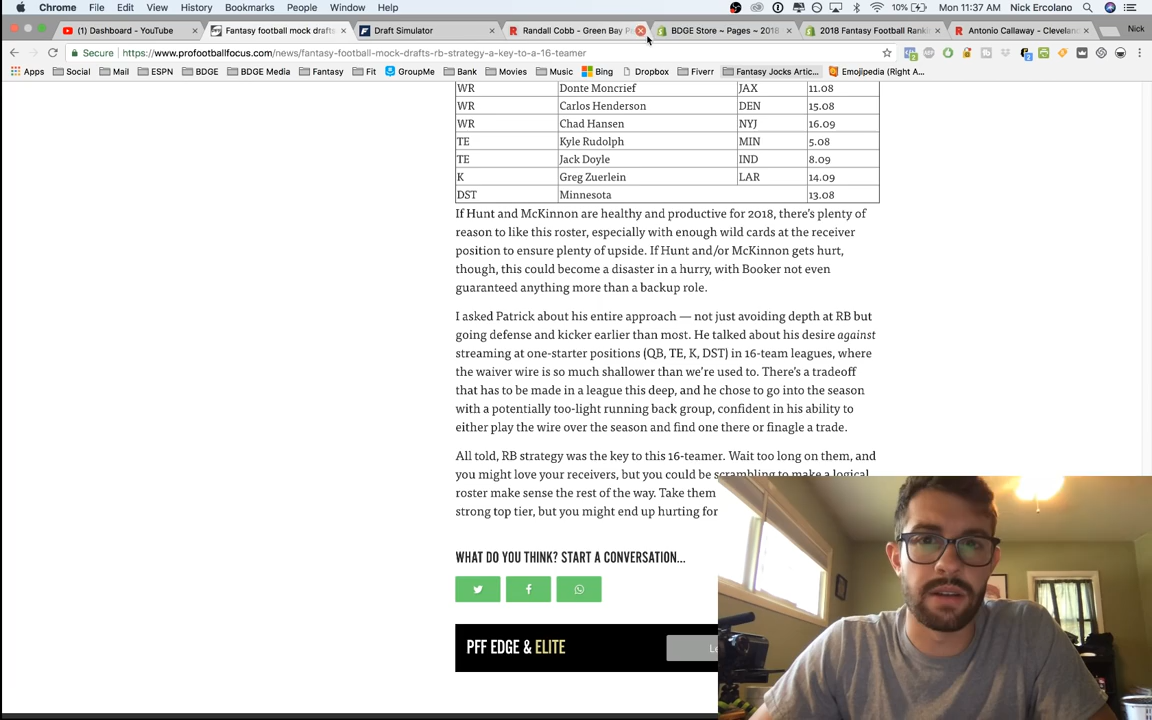 Chrome File Edit View History Bookmarks People Window Help 10% Mon 11:37 AM Nick Ercolano
(1) Dashboard - YouTube Fantasy football mock drafts Draft Simulator Randall Cobb - Green Bay P BDGE Store ~ Pages ~ 2018 2018 Fantasy Football Ranki Antonio Callaway - Clevelan Nick
Secure https://www.profootballfocus.com/news/fantasy-football-mock-drafts-rb-strategy-a-key-to-a-16-teamer
Apps Social Mail ESPN BDGE BDGE Media Fantasy Fit GroupMe Bank Movies Music Bing Dropbox Fiverr Fantasy Jocks Artic... Emojipedia (Right A...
WR Donte Moncrief JAX 11.08
WR Carlos Henderson DEN 15.08
WR Chad Hansen NYJ 16.09
TE Kyle Rudolph MIN 5.08
TE Jack Doyle IND 8.09
K Greg Zuerlein LAR 14.09
DST Minnesota 13.08
If Hunt and McKinnon are healthy and productive for 2018, there's plenty of
reason to like this roster, especially with enough wild cards at the receiver
position to ensure plenty of upside. If Hunt and/or McKinnon gets hurt,
though, this could become a disaster in a hurry, with Booker not even
guaranteed anything more than a backup role.
I asked Patrick about his entire approach — not just avoiding depth at RB but
going defense and kicker earlier than most. He talked about his desire against
streaming at one-starter positions (QB, TE, K, DST) in 16-team leagues, where
the waiver wire is so much shallower than we're used to. There's a tradeoff
that has to be made in a league this deep, and he chose to go into the season
with a potentially too-light running back group, confident in his ability to
either play the wire over the season and find one there or finagle a trade.
All told, RB strategy was the key to this 16-teamer. Wait too long on them, and
you might love your receivers, but you could be scrambling to make a logical
roster make sense the rest of the way. Take them
strong top tier, but you might end up hurting for
WHAT DO YOU THINK? START A CONVERSATION...
PFF EDGE & ELITE Le